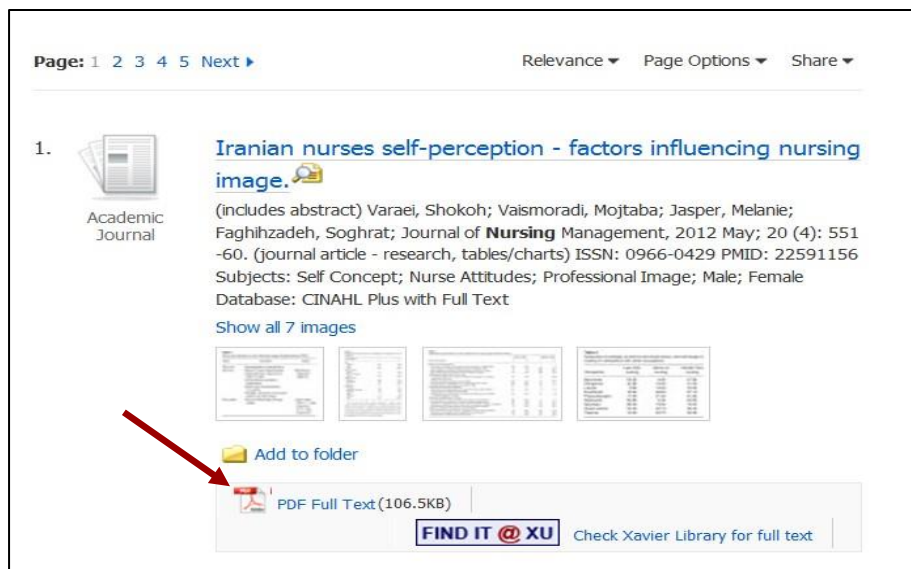 Page: 1 2 3 4 5 Next
Relevance Page Options Share
1.
Academic
Journal
Iranian nurses self-perception - factors influencing nursing
image.
(includes abstract) Varaei, Shokoh; Vaismoradi, Mojtaba; Jasper, Melanie;
Faghihzadeh, Soghrat; Journal of Nursing Management, 2012 May; 20 (4): 551
-60. (journal article - research, tables/charts) ISSN: 0966-0429 PMID: 22591156
Subjects: Self Concept; Nurse Attitudes; Professional Image; Male; Female
Database: CINAHL Plus with Full Text
Show all 7 images
Add to folder
PDF Full Text (106.5KB)
FIND IT @ XU Check Xavier Library for full text